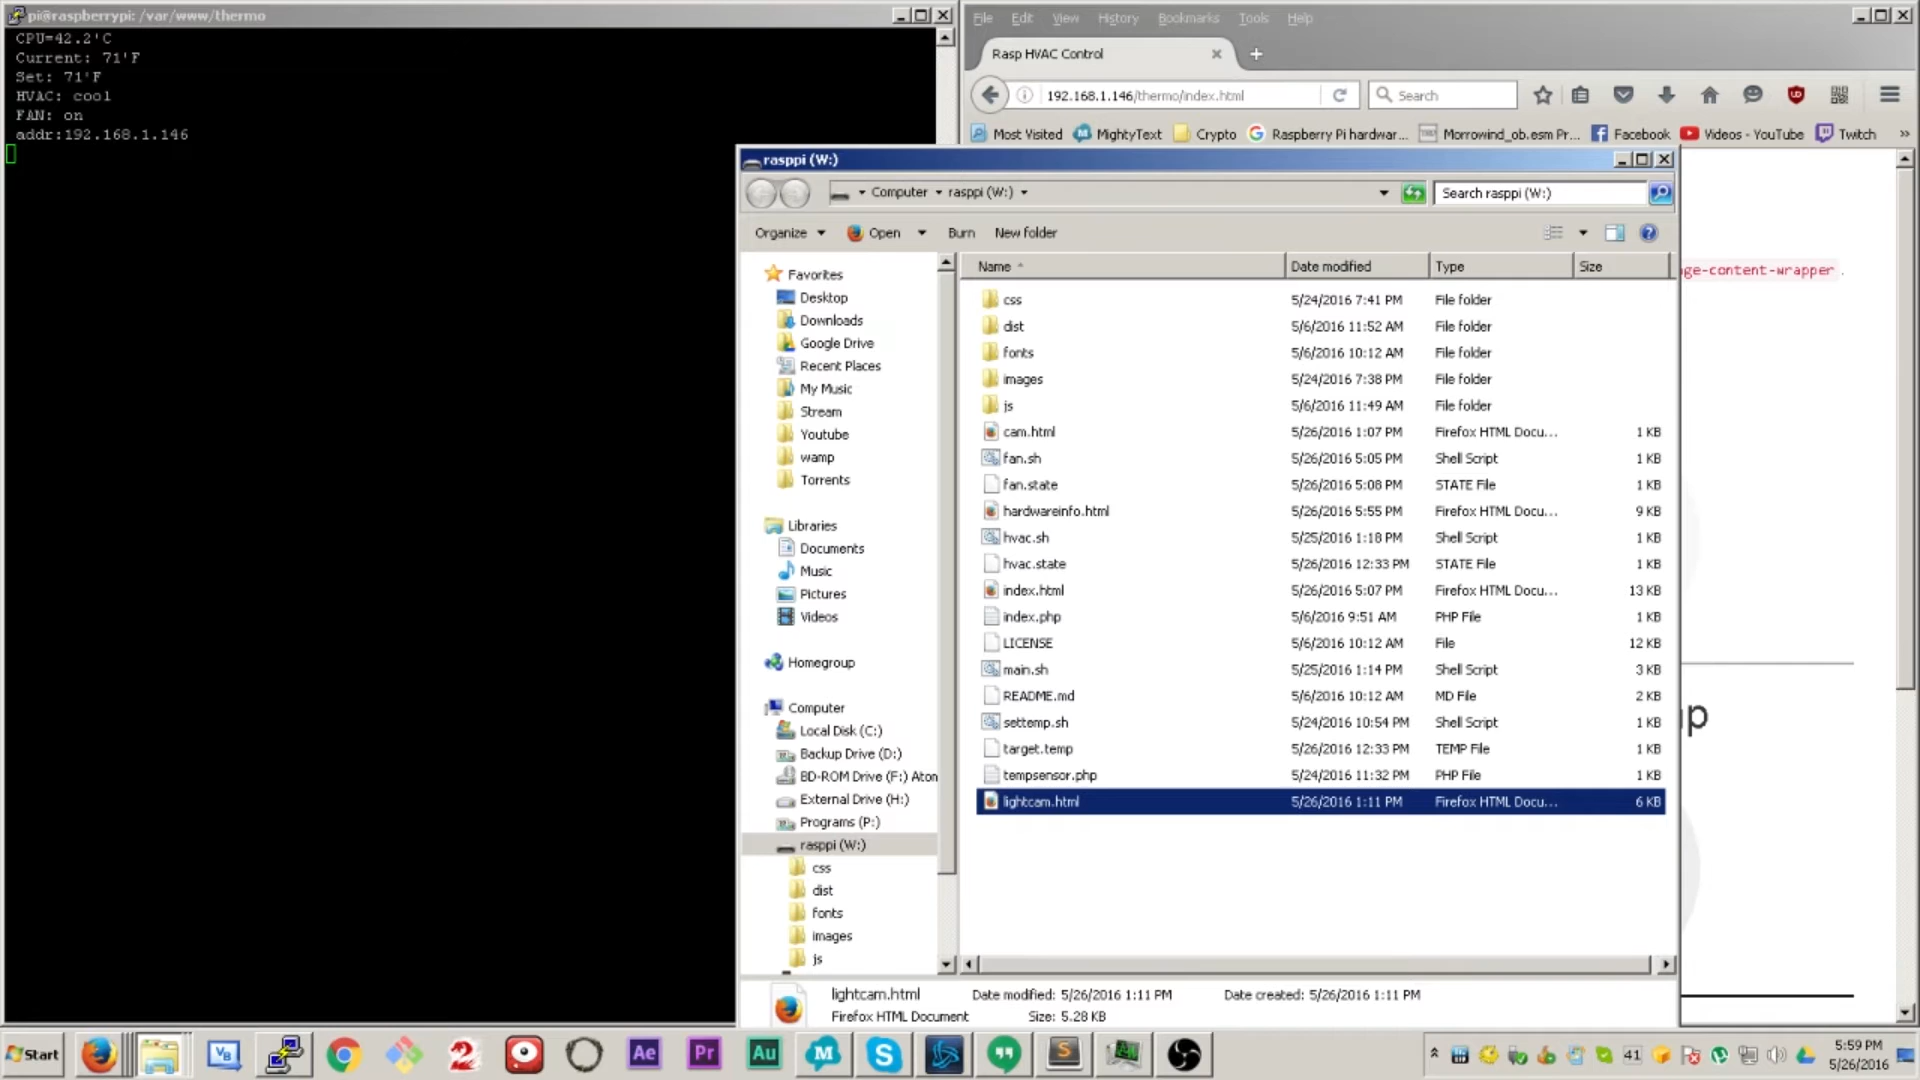 pi@raspberrypi: /var/www/thermo
CPU=42.2'C
Current: 71'F
Set: 71'F
HVAC: cool
FAN: on
addr:192.168.1.146
File Edit View History Bookmarks Tools Help
Rasp HVAC Control
192.168.1.146/thermo/index.html
Search
Most Visited MightyText Crypto Raspberry Pi hardwar... Morrowind_ob.esm Pr... Facebook Videos - YouTube Twitch »
ge-content-wrapper .
p
rasppi (W:)
Computer rasppi (W:)
Search rasppi (W:)
Organize Open Burn New folder
Favorites
Desktop
Downloads
Google Drive
Recent Places
My Music
Stream
Youtube
wamp
Torrents
Libraries
Documents
Music
Pictures
Videos
Homegroup
Computer
Local Disk (C:)
Backup Drive (D:)
BD-ROM Drive (F:) Atom
External Drive (H:)
Programs (P:)
rasppi (W:)
css
dist
fonts
images
js
Name Date modified Type Size
css 5/24/2016 7:41 PM File folder
dist 5/6/2016 11:52 AM File folder
fonts 5/6/2016 10:12 AM File folder
images 5/24/2016 7:38 PM File folder
js 5/6/2016 11:49 AM File folder
cam.html 5/26/2016 1:07 PM Firefox HTML Docu... 1 KB
fan.sh 5/26/2016 5:05 PM Shell Script 1 KB
fan.state 5/26/2016 5:08 PM STATE File 1 KB
hardwareinfo.html 5/26/2016 5:55 PM Firefox HTML Docu... 9 KB
hvac.sh 5/25/2016 1:18 PM Shell Script 1 KB
hvac.state 5/26/2016 12:33 PM STATE File 1 KB
index.html 5/26/2016 5:07 PM Firefox HTML Docu... 13 KB
index.php 5/6/2016 9:51 AM PHP File 1 KB
LICENSE 5/6/2016 10:12 AM File 12 KB
main.sh 5/25/2016 1:14 PM Shell Script 3 KB
README.md 5/6/2016 10:12 AM MD File 2 KB
settemp.sh 5/24/2016 10:54 PM Shell Script 1 KB
target.temp 5/26/2016 12:33 PM TEMP File 1 KB
tempsensor.php 5/24/2016 11:32 PM PHP File 1 KB
lightcam.html 5/26/2016 1:11 PM Firefox HTML Docu... 6 KB
lightcam.html Date modified: 5/26/2016 1:11 PM Date created: 5/26/2016 1:11 PM
Firefox HTML Document Size: 5.28 KB
Start
VB
2
Ae
Pr
Au
M
S
S
41
5:59 PM
5/26/2016